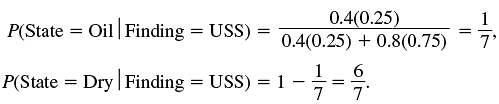 P(State = Oil | Finding = USS) = 0.4(0.25) / (0.4(0.25) + 0.8(0.75)) = 1/7,
P(State = Dry | Finding = USS) = 1 − 1/7 = 6/7.